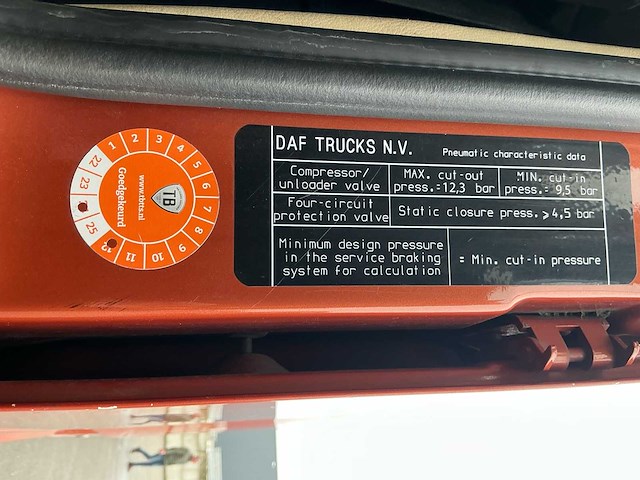 DAF TRUCKS N.V. Pneumatic characteristic data
Compressor/
unloader valve
MAX. cut-out
press.=12,3 bar
MIN. cut-in
press.= 9,5 bar
Four-circuit
protection valve
Static closure press. ⩾ 4,5 bar
Minimum design pressure
in the service braking
system for calculation
= Min. cut-in pressure
1 2 3 4 5 6 7 8 9 10 11 12
22 23 25
www.tbtts.nl
TB
Goedgekeurd